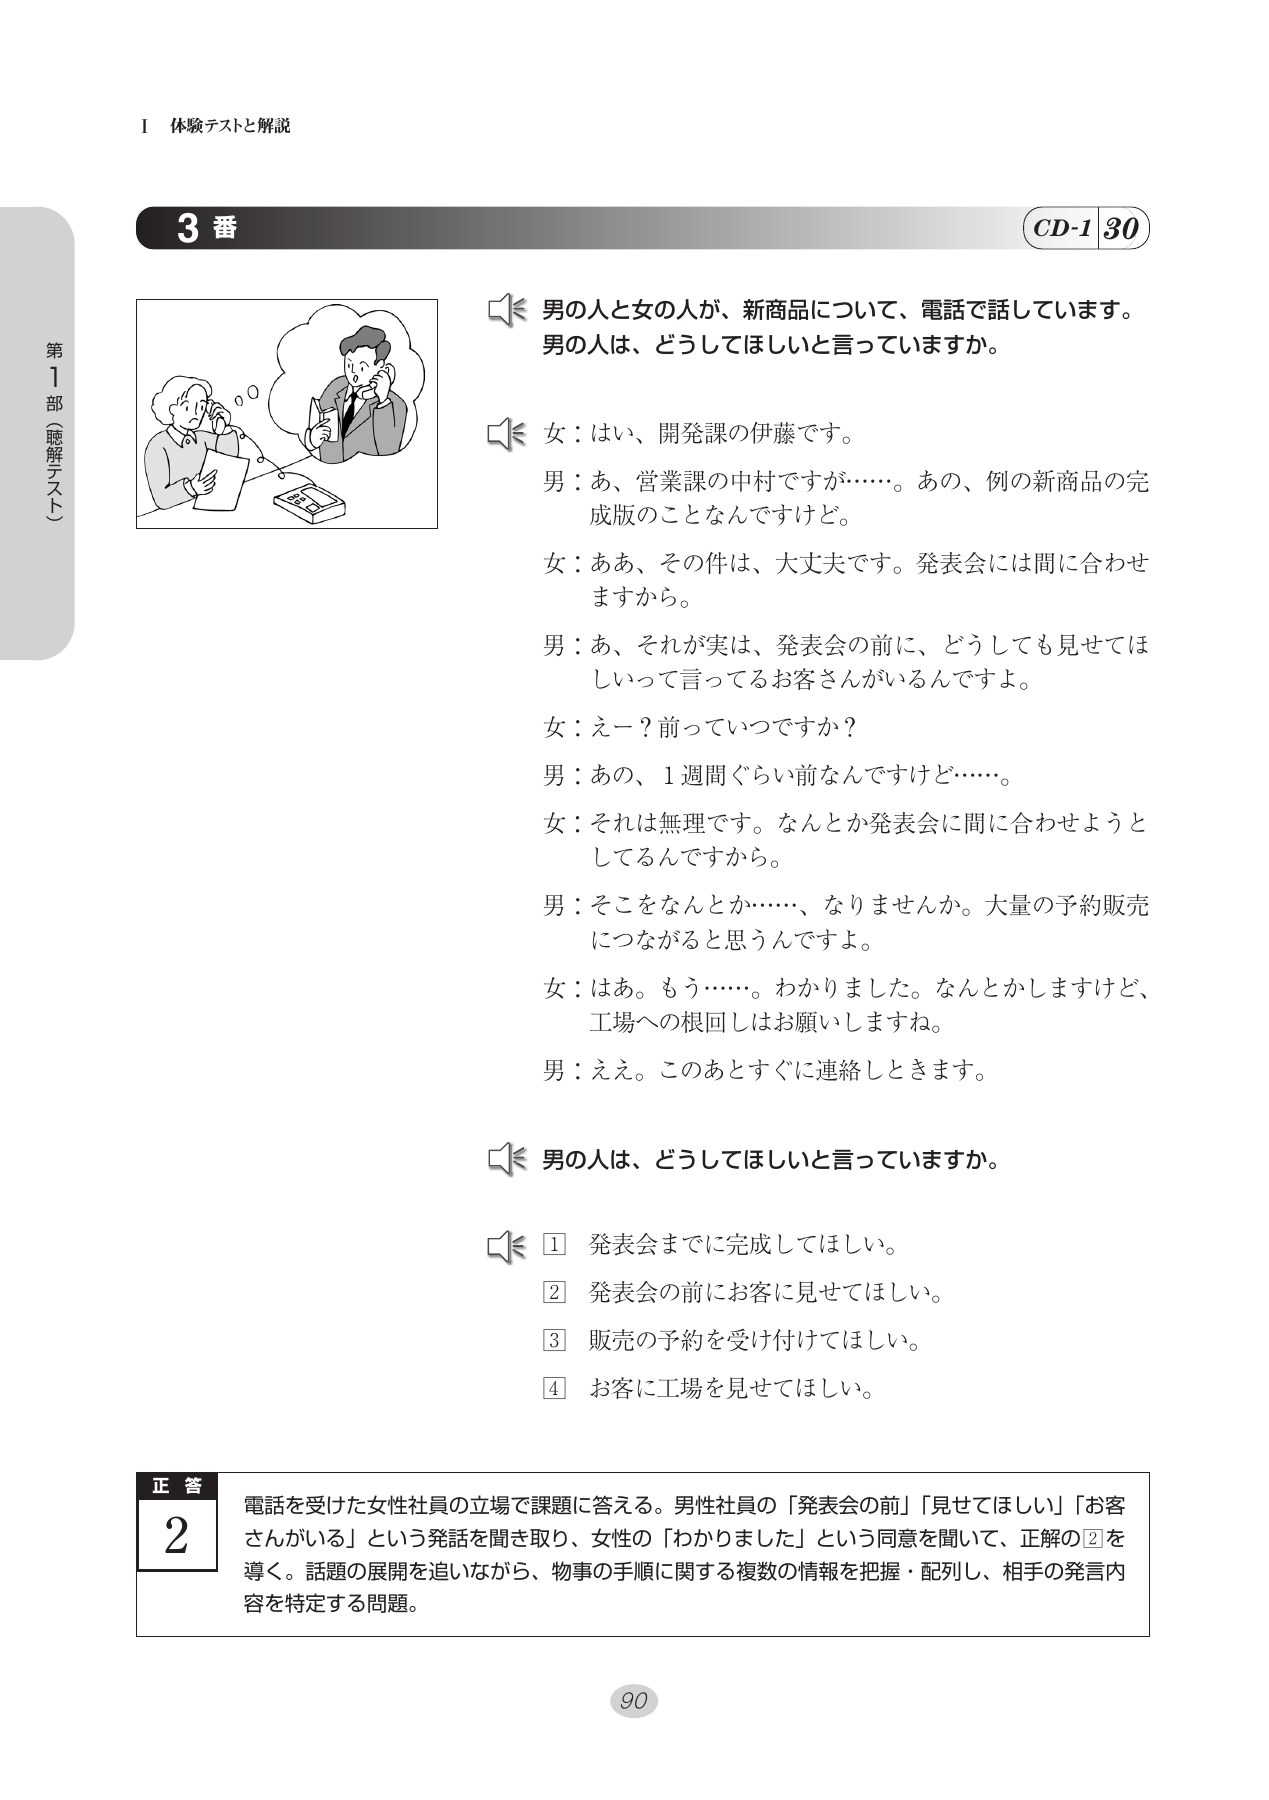 I　体験テストと解説
3 番
CD-1 30
第1部（聴解テスト）
男の人と女の人が、新商品について、電話で話しています。
男の人は、どうしてほしいと言っていますか。
女：はい、開発課の伊藤です。
男：あ、営業課の中村ですが……。あの、例の新商品の完
成版のことなんですけど。
女：ああ、その件は、大丈夫です。発表会には間に合わせ
ますから。
男：あ、それが実は、発表会の前に、どうしても見せてほ
しいって言ってるお客さんがいるんですよ。
女：えー？前っていつですか？
男：あの、１週間ぐらい前なんですけど……。
女：それは無理です。なんとか発表会に間に合わせようと
してるんですから。
男：そこをなんとか……、なりませんか。大量の予約販売
につながると思うんですよ。
女：はあ。もう……。わかりました。なんとかしますけど、
工場への根回しはお願いしますね。
男：ええ。このあとすぐに連絡しときます。
男の人は、どうしてほしいと言っていますか。
1　発表会までに完成してほしい。
2　発表会の前にお客に見せてほしい。
3　販売の予約を受け付けてほしい。
4　お客に工場を見せてほしい。
正 答
2
電話を受けた女性社員の立場で課題に答える。男性社員の「発表会の前」「見せてほしい」「お客
さんがいる」という発話を聞き取り、女性の「わかりました」という同意を聞いて、正解の2を
導く。話題の展開を追いながら、物事の手順に関する複数の情報を把握・配列し、相手の発言内
容を特定する問題。
90